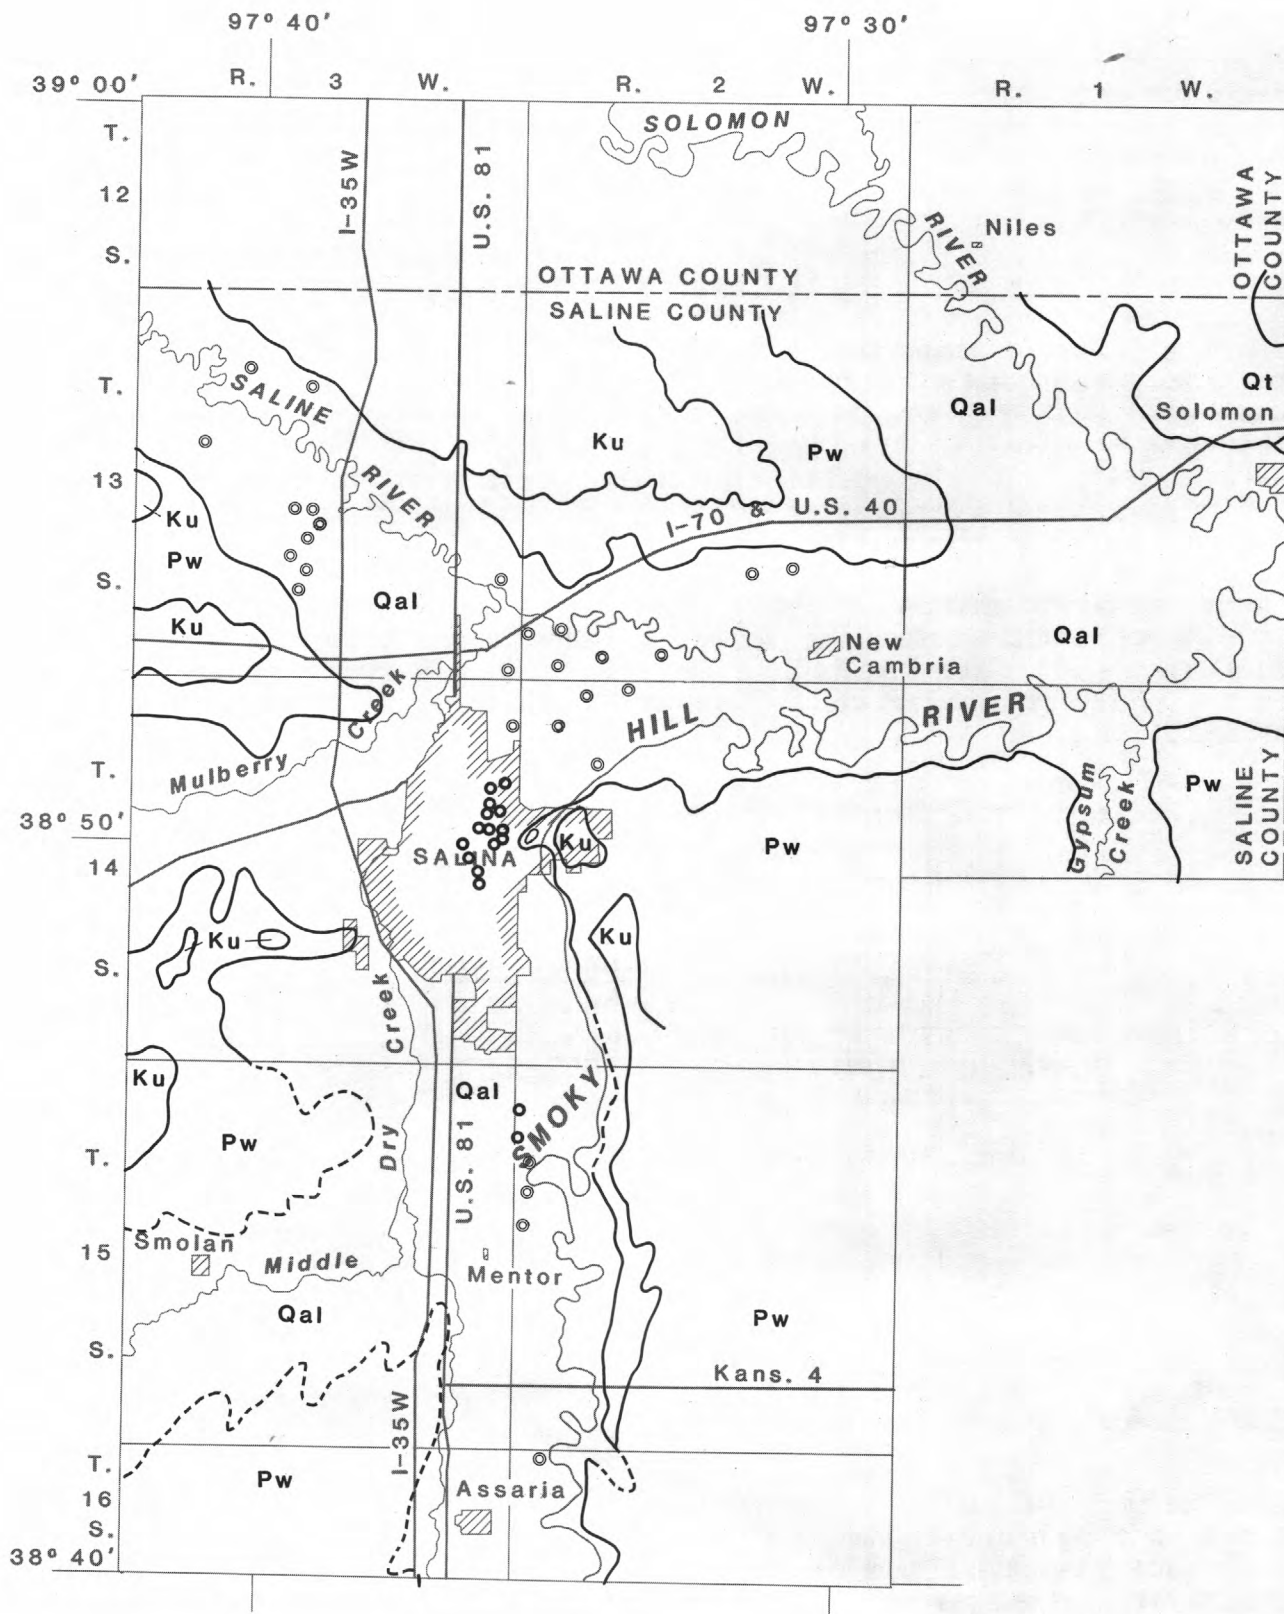 97° 40'
97° 30'
39° 00'
R. 3 W.
R. 2 W.
R. 1 W.
T.
12
S.
I-35W
U.S. 81
SOLOMON
RIVER
Niles
OTTAWA
COUNTY
OTTAWA COUNTY
SALINE COUNTY
T.
13
S.
SALINE
RIVER
Ku
Pw
Qal
Qt
Solomon
I-70 & U.S. 40
Ku
Pw
Ku
Qal
Qal
New
Cambria
Creek
Mulberry
HILL
RIVER
Gypsum
Creek
Pw
SALINE
COUNTY
T.
38° 50'
14
S.
SALINA
Ku
Pw
Ku
Ku
Creek
Dry
Ku
Pw
Qal
U.S. 81
SMOKY
T.
15
S.
Smolan
Middle
Mentor
Qal
Pw
Kans. 4
I-35W
T.
16
S.
Pw
Assaria
38° 40'